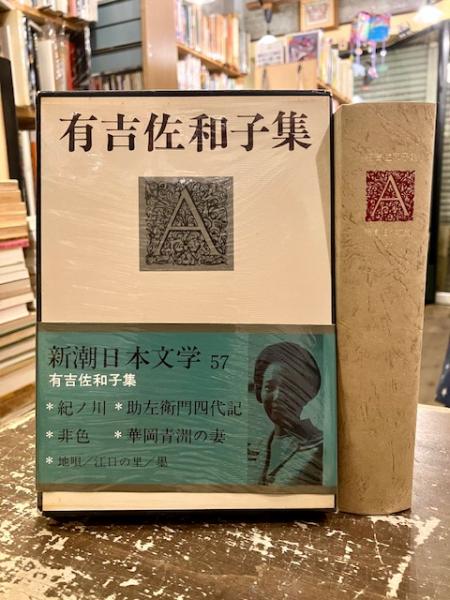 有吉佐和子集
A
新潮日本文学 57
有吉佐和子集
*紀ノ川 *助左衛門四代記
*非色 *華岡青洲の妻
*地唄/江口の里/墨
A